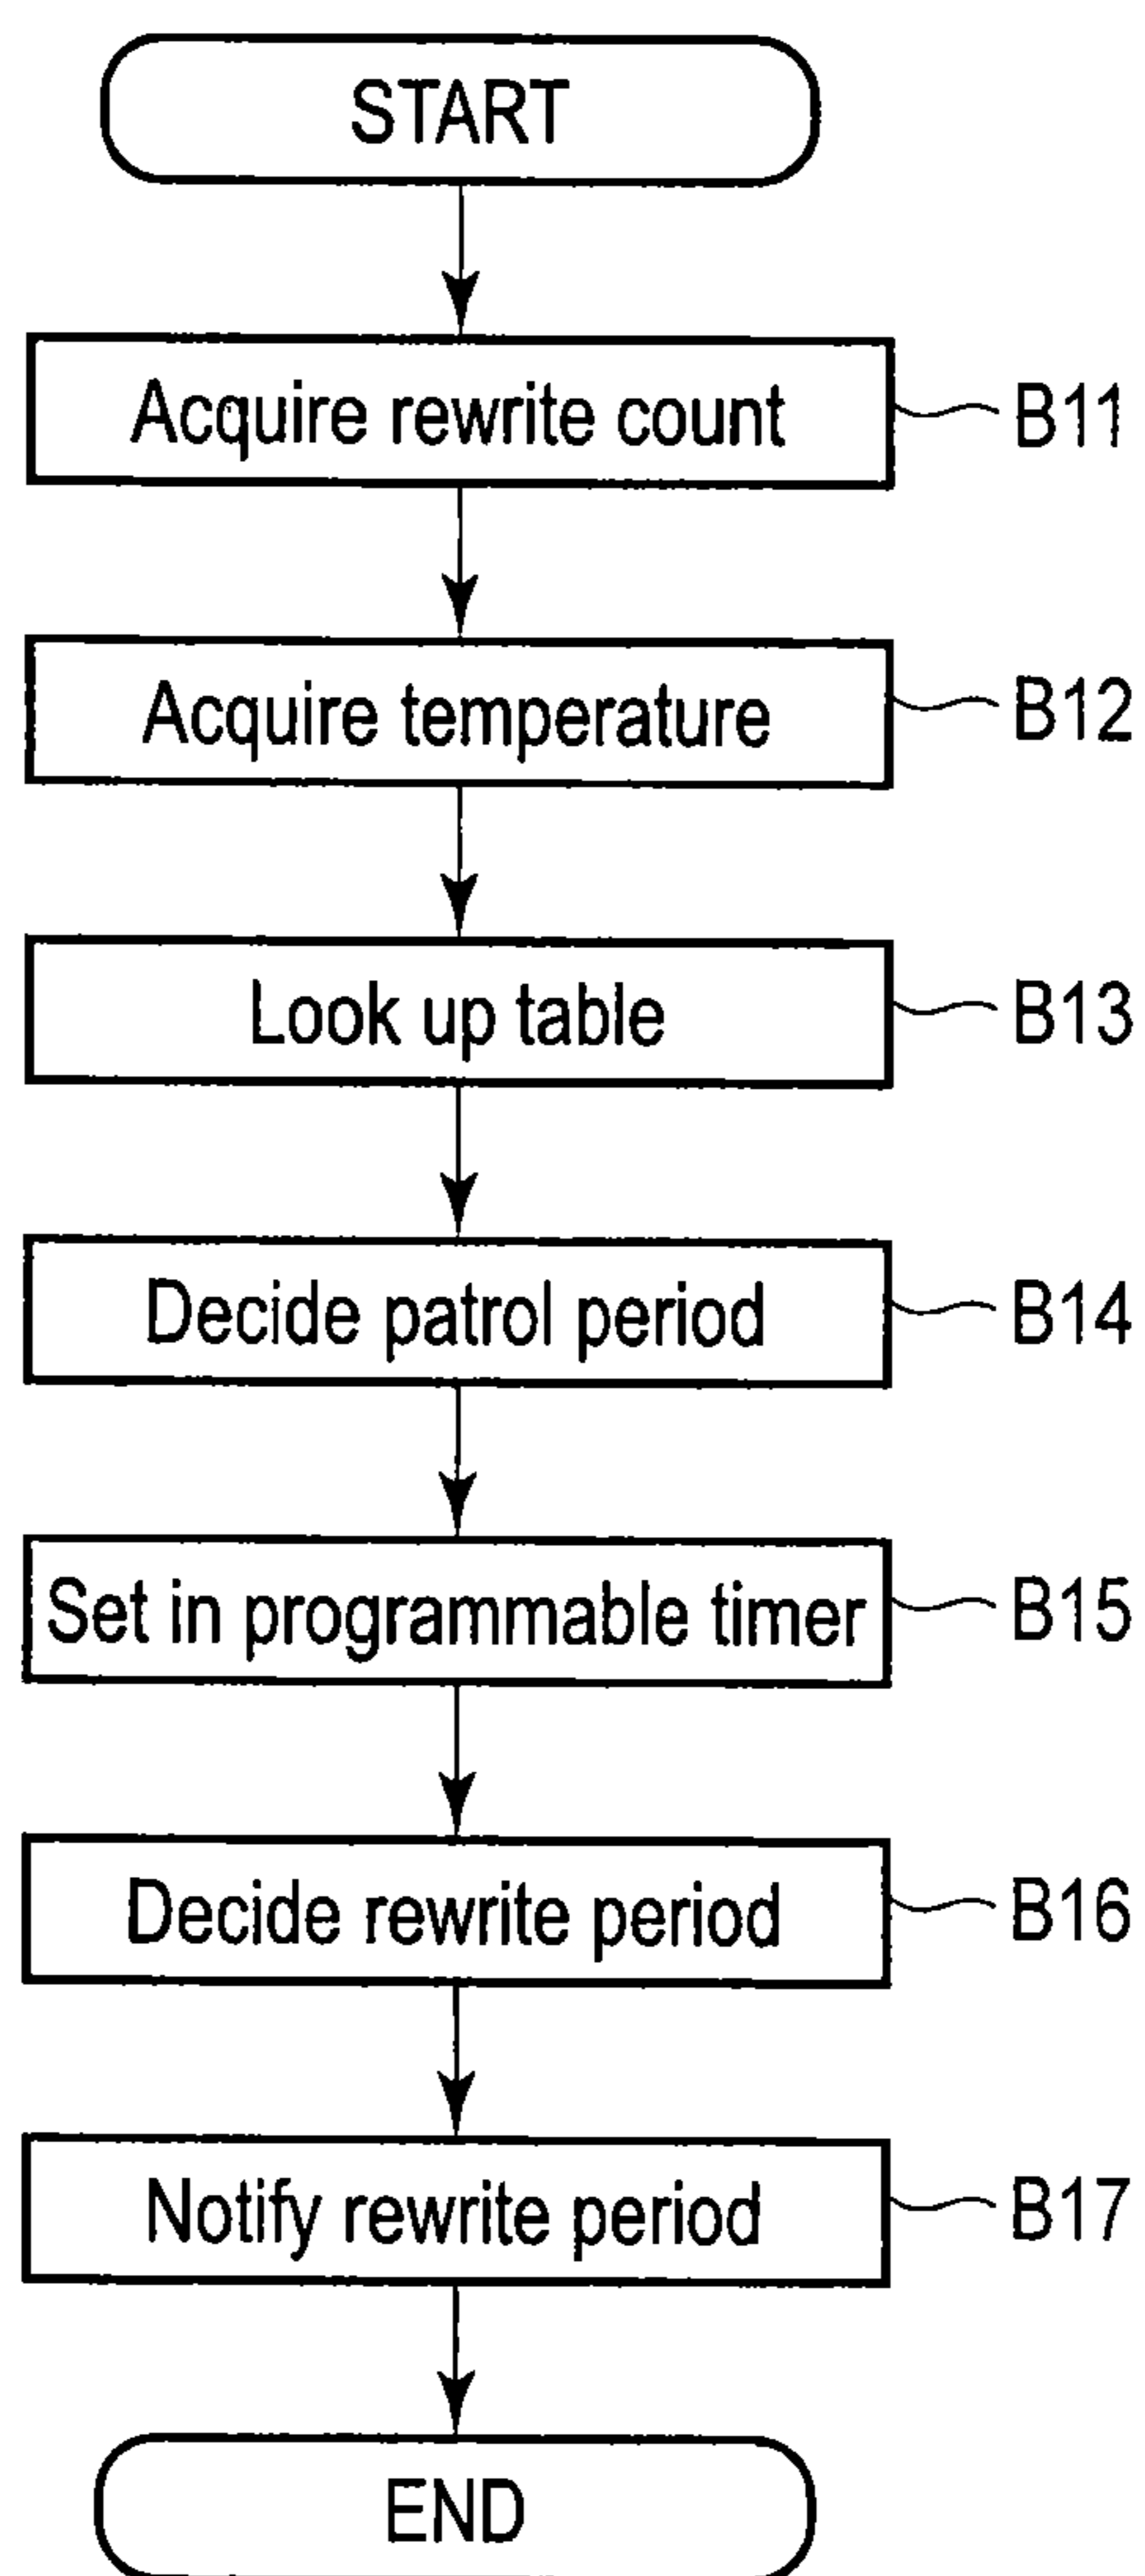 START
Acquire rewrite count B11
Acquire temperature B12
Look up table B13
Decide patrol period B14
Set in programmable timer B15
Decide rewrite period B16
Notify rewrite period B17
END